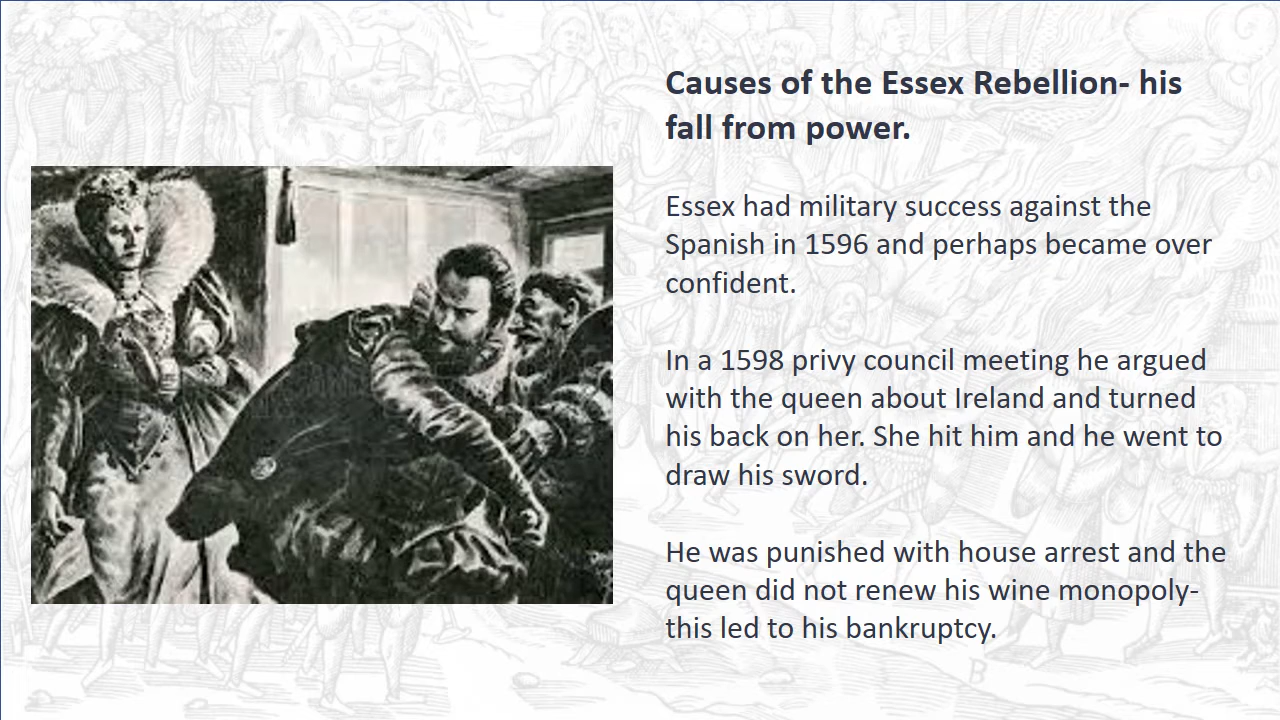 Causes of the Essex Rebellion- his
fall from power.
Essex had military success against the
Spanish in 1596 and perhaps became over
confident.
In a 1598 privy council meeting he argued
with the queen about Ireland and turned
his back on her. She hit him and he went to
draw his sword.
He was punished with house arrest and the
queen did not renew his wine monopoly-
this led to his bankruptcy.
B